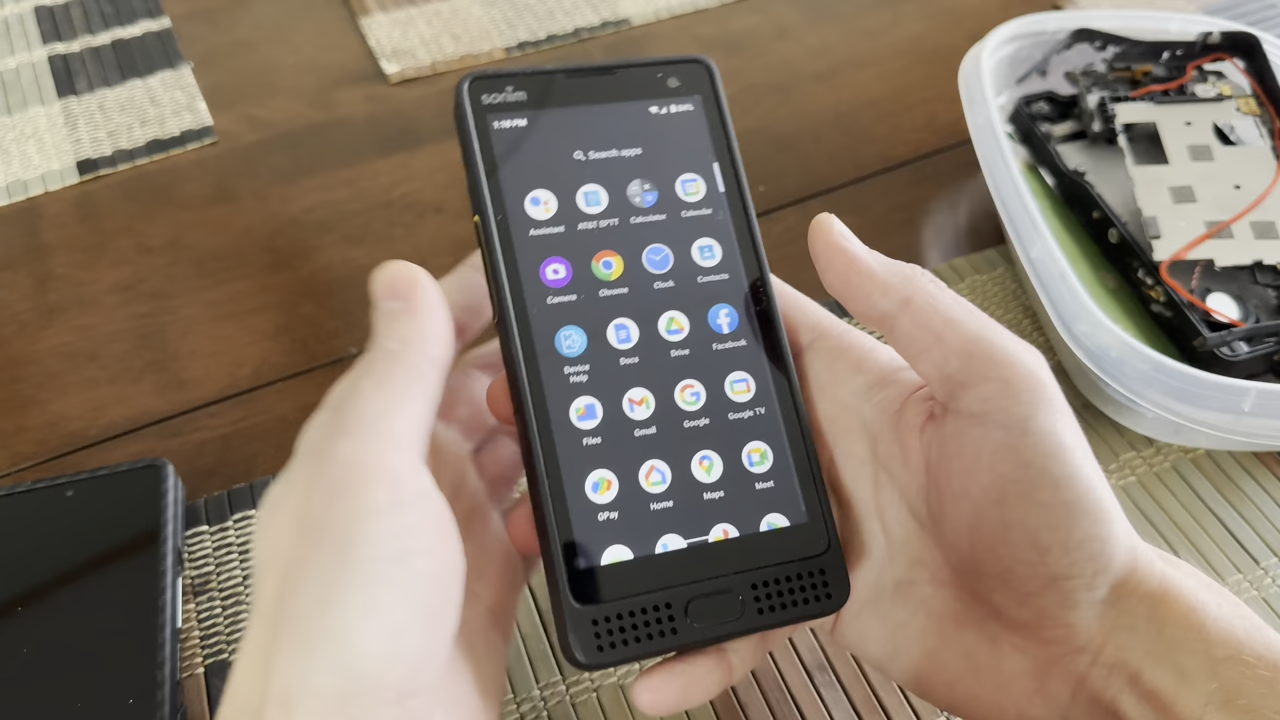 sonim
Search apps
Assistant
AT&T EPTT
Calculator
Calendar
Camera
Chrome
Clock
Contacts
Device
Help
Docs
Drive
Facebook
Files
Gmail
Google
Google TV
GPay
Home
Maps
Meet